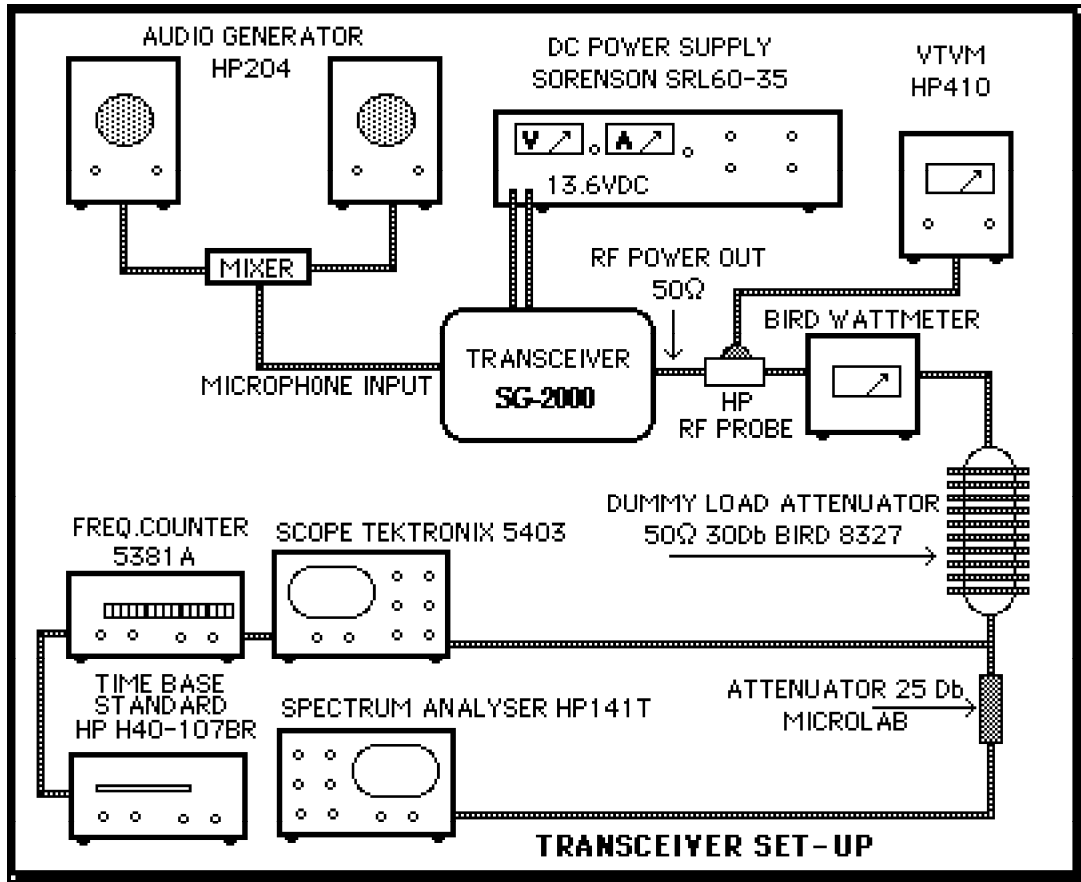 AUDIO GENERATOR
HP204
DC POWER SUPPLY
SORENSON SRL60-35
VTVM
HP410
V
A
13.6VDC
MIXER
RF POWER OUT
50Ω
BIRD WATTMETER
TRANSCEIVER
SG-2000
MICROPHONE INPUT
HP
RF PROBE
DUMMY LOAD ATTENUATOR
50Ω 30Db BIRD 8327
FREQ.COUNTER
5381A
SCOPE TEKTRONIX 5403
TIME BASE
STANDARD
HP H40-107BR
SPECTRUM ANALYSER HP141T
ATTENUATOR 25 Db
MICROLAB
TRANSCEIVER SET-UP